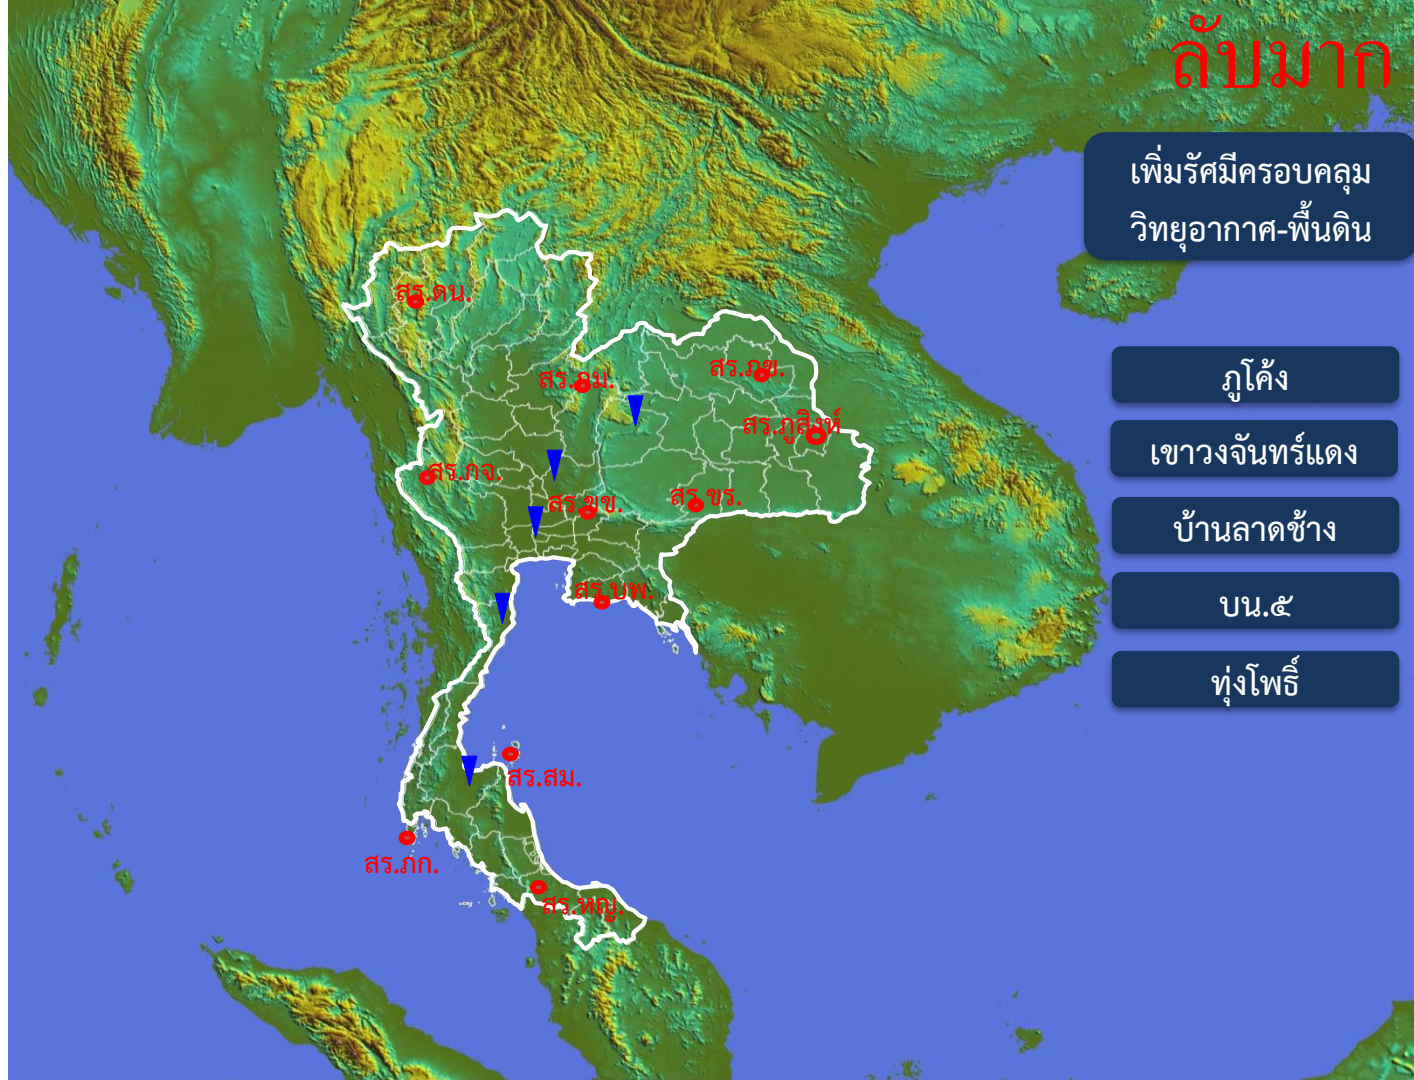 ลับมาก
เพิ่มรัศมีครอบคลุม
วิทยุอากาศ-พื้นดิน
สร.ดน.
สร.ภข.
สร.ภม.
ภูโค้ง
สร.ภูสิงห์
เขาวงจันทร์แดง
สร.กจ.
สร.ขร.
สร.ขข.
บ้านลาดช้าง
สร.บพ.
บน.๕
ทุ่งโพธิ์
สร.สม.
สร.ภก.
สร.หญ.